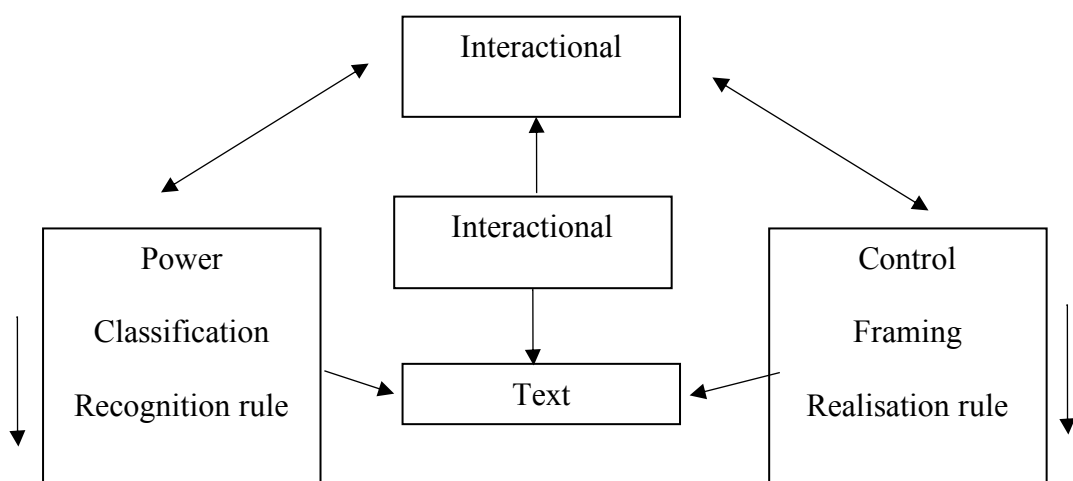 Interactional
Interactional
Power
Classification
Recognition rule
Control
Framing
Realisation rule
Text